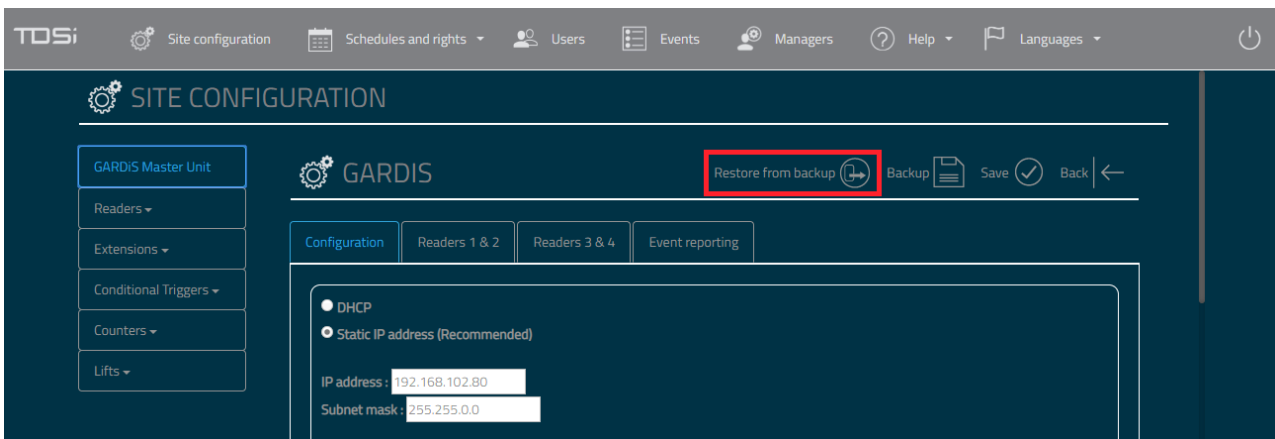 TDSi Site configuration Schedules and rights Users Events Managers Help Languages
SITE CONFIGURATION
GARDiS Master Unit
Readers
Extensions
Conditional Triggers
Counters
Lifts
GARDIS
Restore from backup Backup Save Back
Configuration Readers 1 & 2 Readers 3 & 4 Event reporting
DHCP
Static IP address (Recommended)
IP address : 192.168.102.80
Subnet mask : 255.255.0.0